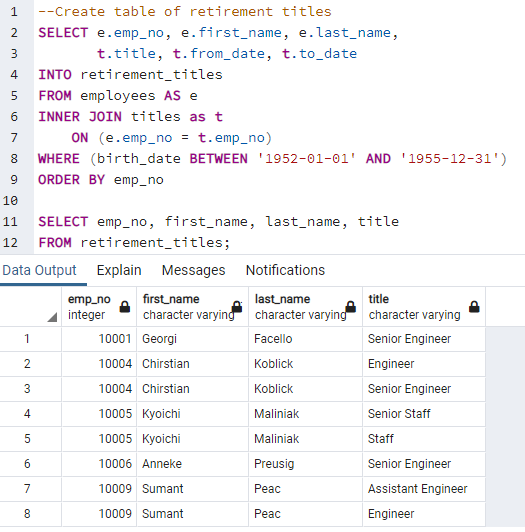 1 --Create table of retirement titles
2 SELECT e.emp_no, e.first_name, e.last_name,
3 t.title, t.from_date, t.to_date
4 INTO retirement_titles
5 FROM employees AS e
6 INNER JOIN titles as t
7 ON (e.emp_no = t.emp_no)
8 WHERE (birth_date BETWEEN '1952-01-01' AND '1955-12-31')
9 ORDER BY emp_no
10
11 SELECT emp_no, first_name, last_name, title
12 FROM retirement_titles;
Data Output Explain Messages Notifications
emp_no first_name last_name title
integer character varying character varying character varying
1 10001 Georgi Facello Senior Engineer
2 10004 Chirstian Koblick Engineer
3 10004 Chirstian Koblick Senior Engineer
4 10005 Kyoichi Maliniak Senior Staff
5 10005 Kyoichi Maliniak Staff
6 10006 Anneke Preusig Senior Engineer
7 10009 Sumant Peac Assistant Engineer
8 10009 Sumant Peac Engineer